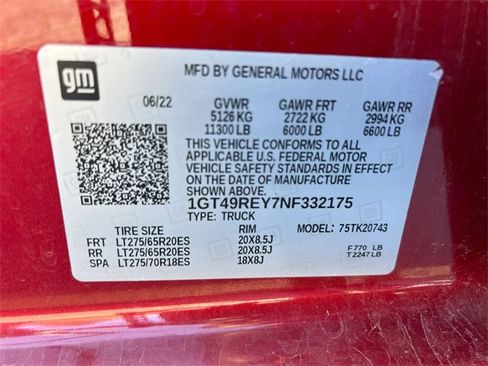 gm
MFD BY GENERAL MOTORS LLC
06/22 GVWR GAWR FRT GAWR RR
5126 KG 2722 KG 2994 KG
11300 LB 6000 LB 6600 LB
THIS VEHICLE CONFORMS TO ALL
APPLICABLE U.S. FEDERAL MOTOR
VEHICLE SAFETY STANDARDS IN EFFECT
ON THE DATE OF MANUFACTURE
SHOWN ABOVE.
1GT49REY7NF332175
TYPE: TRUCK
TIRE SIZE RIM MODEL: 75TK20743
FRT LT275/65R20ES 20X8.5J F 770 LB
RR LT275/65R20ES 20X8.5J T 2247 LB
SPA LT275/70R18ES 18X8J